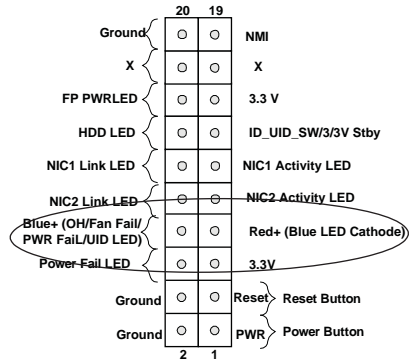 20 19
Ground NMI
X X
FP PWRLED 3.3 V
HDD LED ID_UID_SW/3/3V Stby
NIC1 Link LED NIC1 Activity LED
NIC2 Link LED NIC2 Activity LED
Blue+ (OH/Fan Fail/
PWR FaiL/UID LED) Red+ (Blue LED Cathode)
Power Fail LED 3.3V
Ground Reset Reset Button
Ground PWR Power Button
2 1